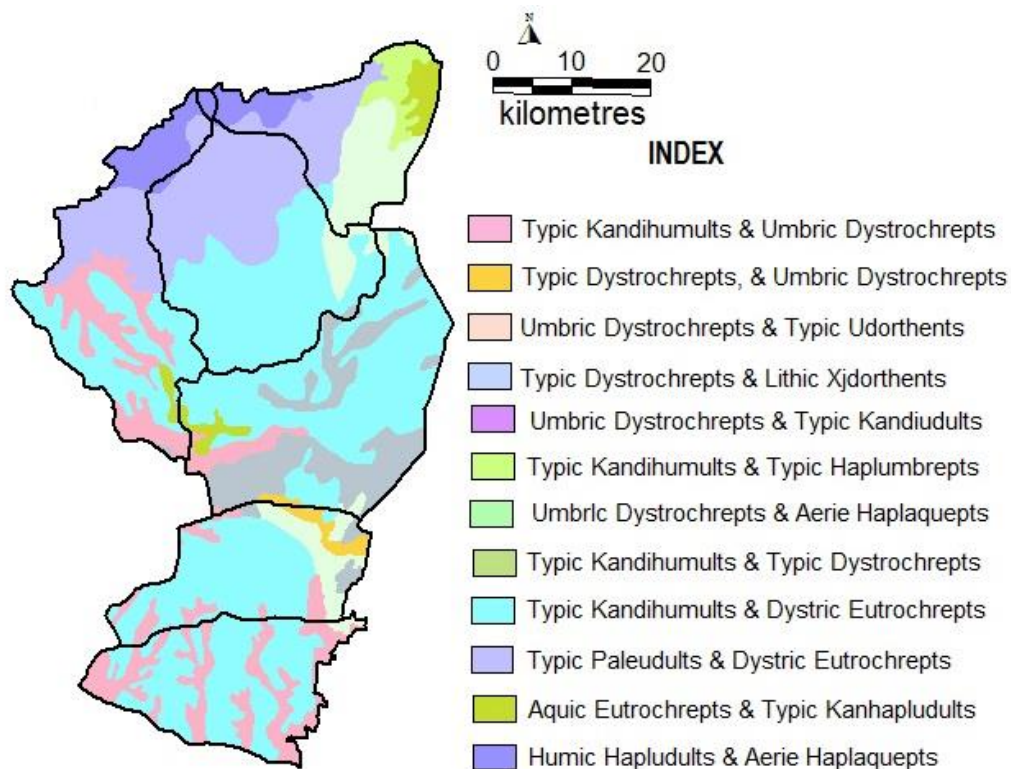 N
0 10 20
kilometres
INDEX
Typic Kandihumults & Umbric Dystrochrepts
Typic Dystrochrepts, & Umbric Dystrochrepts
Umbric Dystrochrepts & Typic Udorthents
Typic Dystrochrepts & Lithic Xjdorthents
Umbric Dystrochrepts & Typic Kandiudults
Typic Kandihumults & Typic Haplumbrepts
Umbrlc Dystrochrepts & Aerie Haplaquepts
Typic Kandihumults & Typic Dystrochrepts
Typic Kandihumults & Dystric Eutrochrepts
Typic Paleudults & Dystric Eutrochrepts
Aquic Eutrochrepts & Typic Kanhapludults
Humic Hapludults & Aerie Haplaquepts